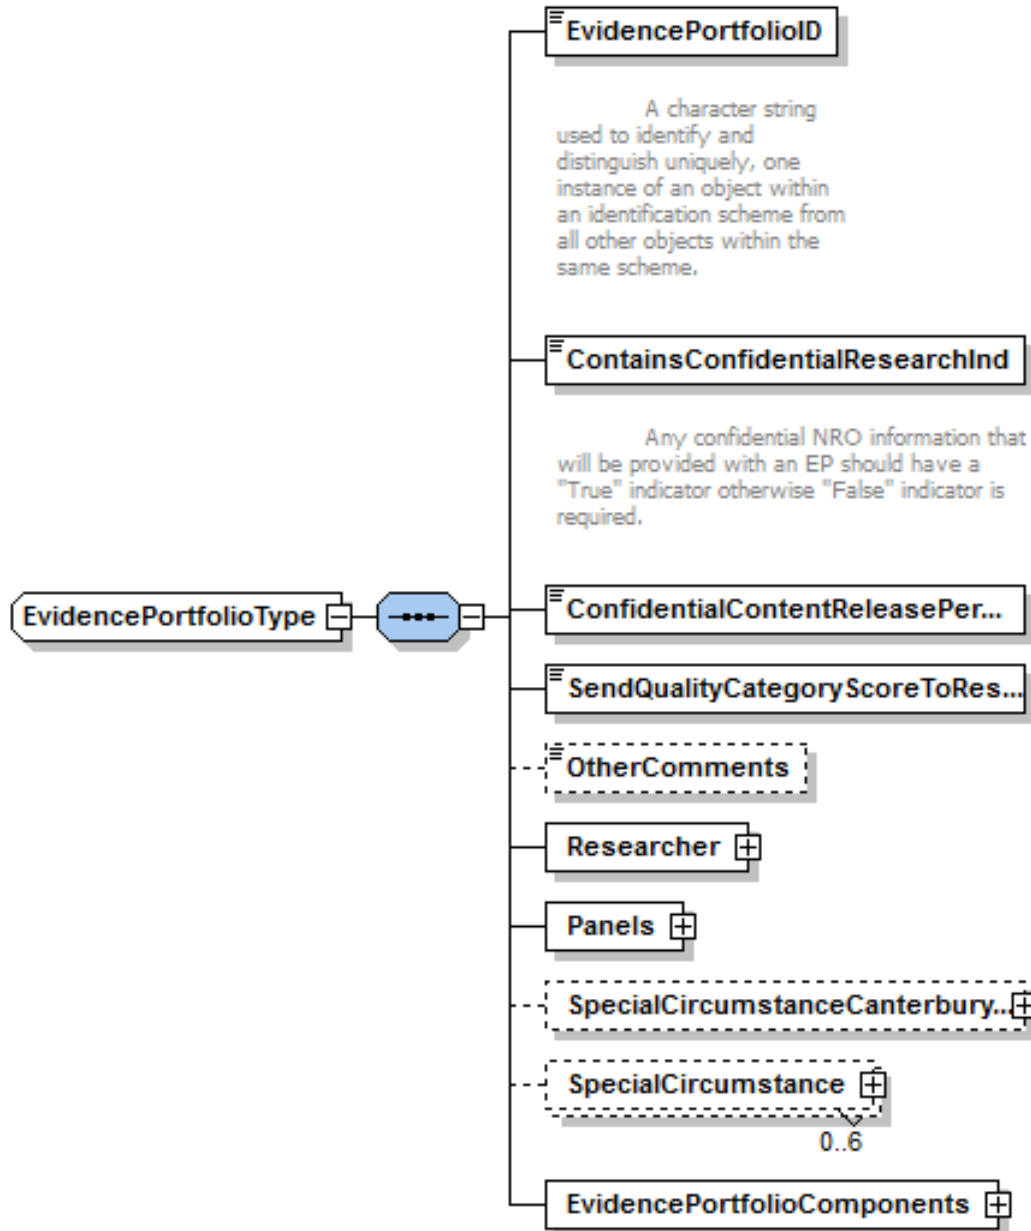 EvidencePortfolioID
A character string
used to identify and
distinguish uniquely, one
instance of an object within
an identification scheme from
all other objects within the
same scheme.
ContainsConfidentialResearchInd
Any confidential NRO information that
will be provided with an EP should have a
"True" indicator otherwise "False" indicator is
required.
EvidencePortfolioType
ConfidentialContentReleasePer...
SendQualityCategoryScoreToRes...
OtherComments
Researcher
Panels
SpecialCircumstanceCanterbury...
SpecialCircumstance
0..6
EvidencePortfolioComponents